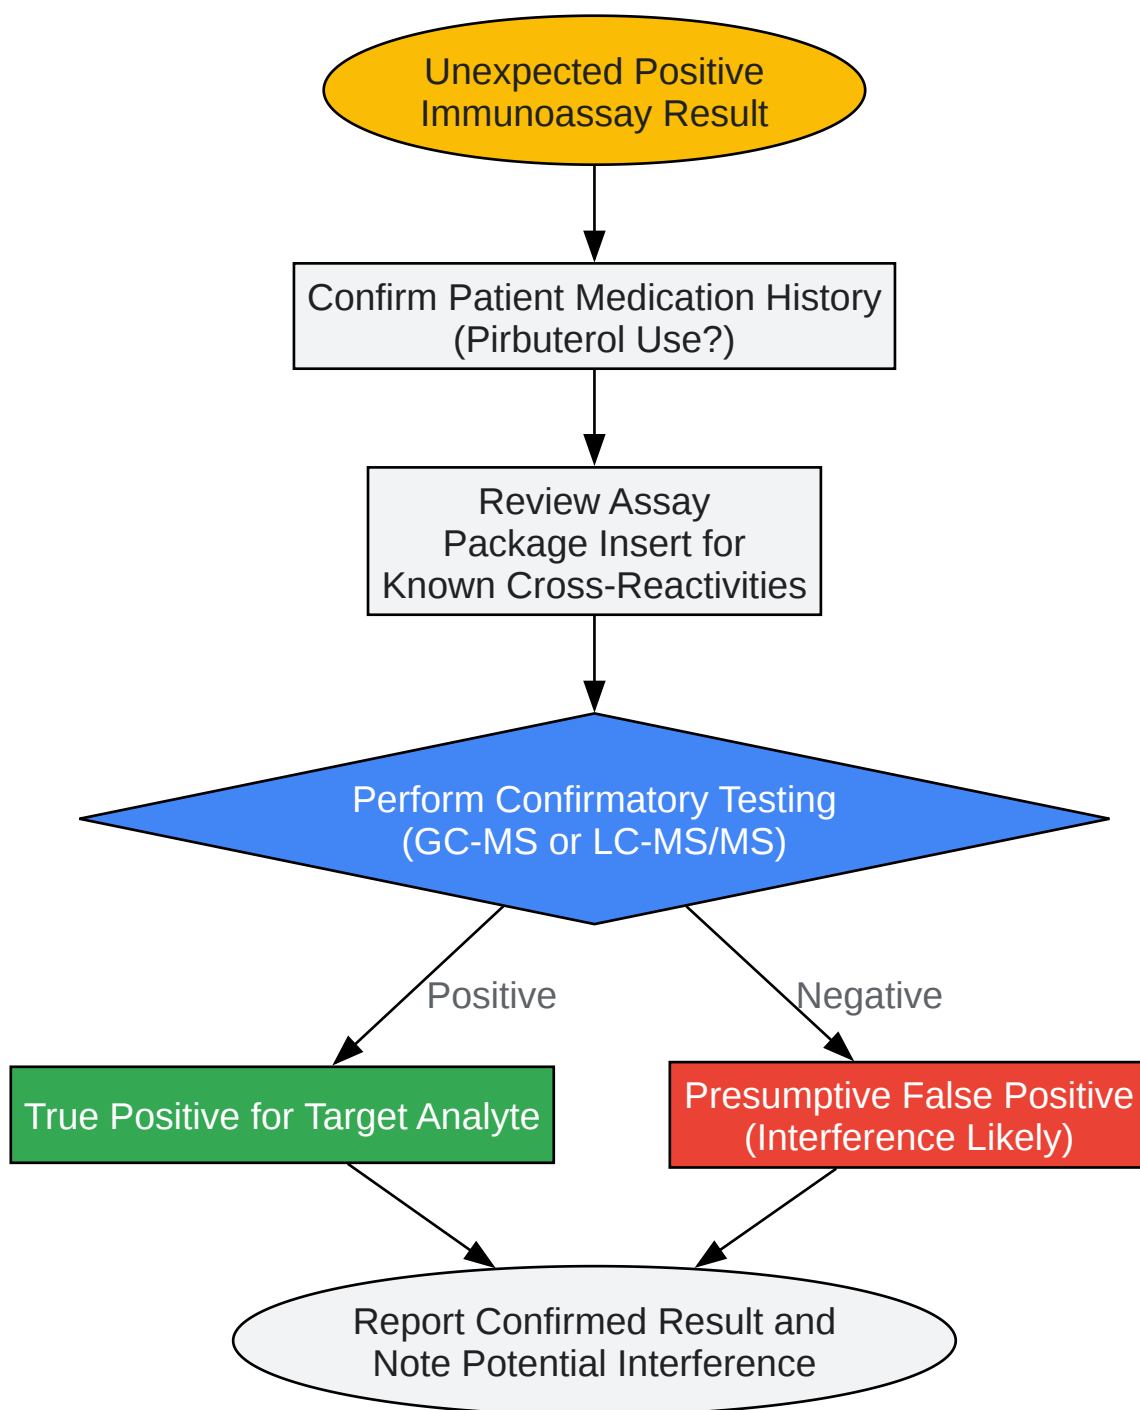 Unexpected Positive
Immunoassay Result
Confirm Patient Medication History
(Pirbuterol Use?)
Review Assay
Package Insert for
Known Cross-Reactivities
Perform Confirmatory Testing
(GC-MS or LC-MS/MS)
Positive
Negative
True Positive for Target Analyte
Presumptive False Positive
(Interference Likely)
Report Confirmed Result and
Note Potential Interference